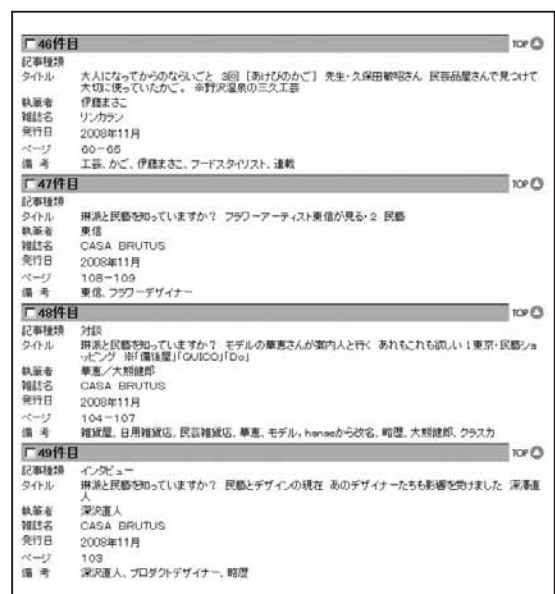 46件目 TOP
記事種類
タイトル 大人になってからのならいごと 3回 [あけびのかご] 先生・久保田敏昭さん 民芸品屋さんで見つけて
大切に使っていたかご。 ※野沢温泉の三久工芸
執筆者 伊藤まさこ
雑誌名 リンカラン
発行日 2008年11月
ページ 60-65
備 考 工芸、かご、伊藤まさこ、フードスタイリスト、連載
47件目 TOP
記事種類
タイトル 琳派と民藝を知っていますか? フラワーアーティスト東信が見る・2 民藝
執筆者 東信
雑誌名 CASA BRUTUS
発行日 2008年11月
ページ 108-109
備 考 東信、フラワーデザイナー
48件目 TOP
記事種類 対談
タイトル 琳派と民藝を知っていますか? モデルの華恵さんが案内人と行く あれもこれも欲しい!東京・民藝ショ
ッピング ※「備後屋」「QUICO」「Do」
執筆者 華恵/大熊健郎
雑誌名 CASA BRUTUS
発行日 2008年11月
ページ 104-107
備 考 雑貨屋、日用雑貨店、民芸雑貨店、華恵、モデル,hanaeから改名、略歴、大熊健郎、クラスカ
49件目 TOP
記事種類 インタビュー
タイトル 琳派と民藝を知っていますか? 民藝とデザインの現在 あのデザイナーたちも影響を受けました 深澤直
人
執筆者 深沢直人
雑誌名 CASA BRUTUS
発行日 2008年11月
ページ 103
備 考 深沢直人、プロダクトデザイナー、略歴